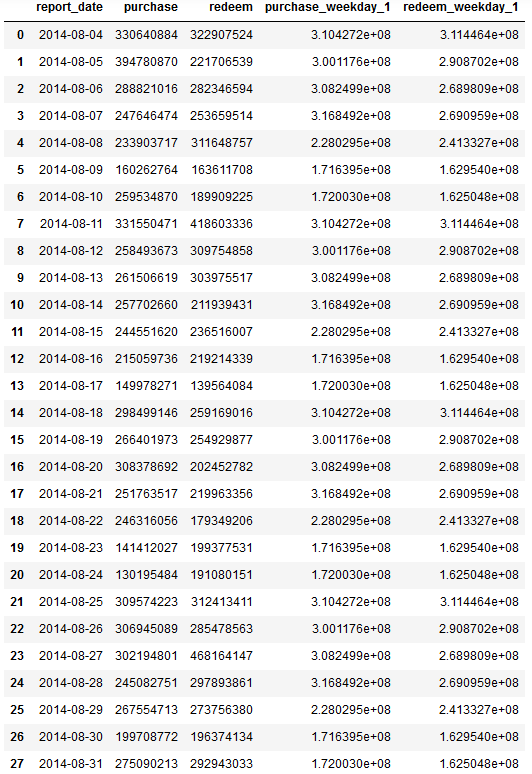 report_date purchase redeem purchase_weekday_1 redeem_weekday_1
0 2014-08-04 330640884 322907524 3.104272e+08 3.114464e+08
1 2014-08-05 394780870 221706539 3.001176e+08 2.908702e+08
2 2014-08-06 288821016 282346594 3.082499e+08 2.689809e+08
3 2014-08-07 247646474 253659514 3.168492e+08 2.690959e+08
4 2014-08-08 233903717 311648757 2.280295e+08 2.413327e+08
5 2014-08-09 160262764 163611708 1.716395e+08 1.629540e+08
6 2014-08-10 259534870 189909225 1.720030e+08 1.625048e+08
7 2014-08-11 331550471 418603336 3.104272e+08 3.114464e+08
8 2014-08-12 258493673 309754858 3.001176e+08 2.908702e+08
9 2014-08-13 261506619 303975517 3.082499e+08 2.689809e+08
10 2014-08-14 257702660 211939431 3.168492e+08 2.690959e+08
11 2014-08-15 244551620 236516007 2.280295e+08 2.413327e+08
12 2014-08-16 215059736 219214339 1.716395e+08 1.629540e+08
13 2014-08-17 149978271 139564084 1.720030e+08 1.625048e+08
14 2014-08-18 298499146 259169016 3.104272e+08 3.114464e+08
15 2014-08-19 266401973 254929877 3.001176e+08 2.908702e+08
16 2014-08-20 308378692 202452782 3.082499e+08 2.689809e+08
17 2014-08-21 251763517 219963356 3.168492e+08 2.690959e+08
18 2014-08-22 246316056 179349206 2.280295e+08 2.413327e+08
19 2014-08-23 141412027 199377531 1.716395e+08 1.629540e+08
20 2014-08-24 130195484 191080151 1.720030e+08 1.625048e+08
21 2014-08-25 309574223 312413411 3.104272e+08 3.114464e+08
22 2014-08-26 306945089 285478563 3.001176e+08 2.908702e+08
23 2014-08-27 302194801 468164147 3.082499e+08 2.689809e+08
24 2014-08-28 245082751 297893861 3.168492e+08 2.690959e+08
25 2014-08-29 267554713 273756380 2.280295e+08 2.413327e+08
26 2014-08-30 199708772 196374134 1.716395e+08 1.629540e+08
27 2014-08-31 275090213 292943033 1.720030e+08 1.625048e+08